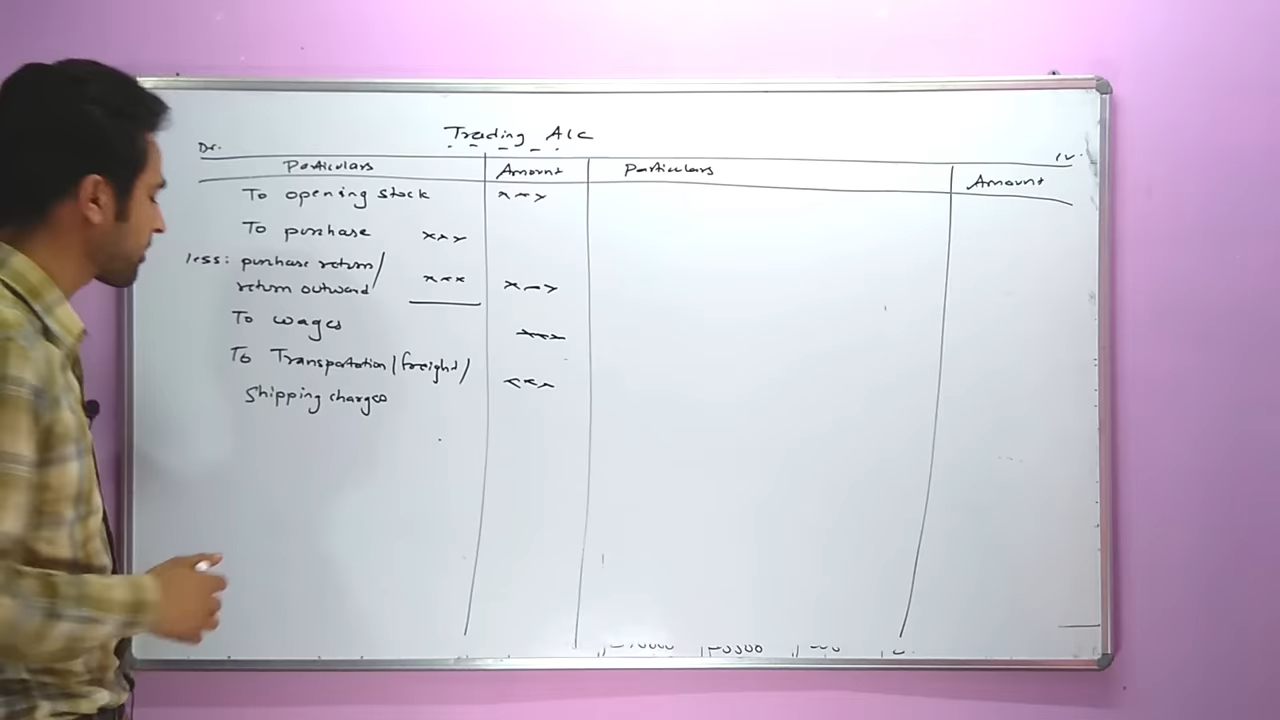 Trading A/c
Dr. Cr.
Particulars Amount Particulars Amount
To opening stock xxx
To purchase xxx
less: purchase return/
return outward xxx xxx
To wages xxx
To Transportation/freight/
Shipping charges xxx